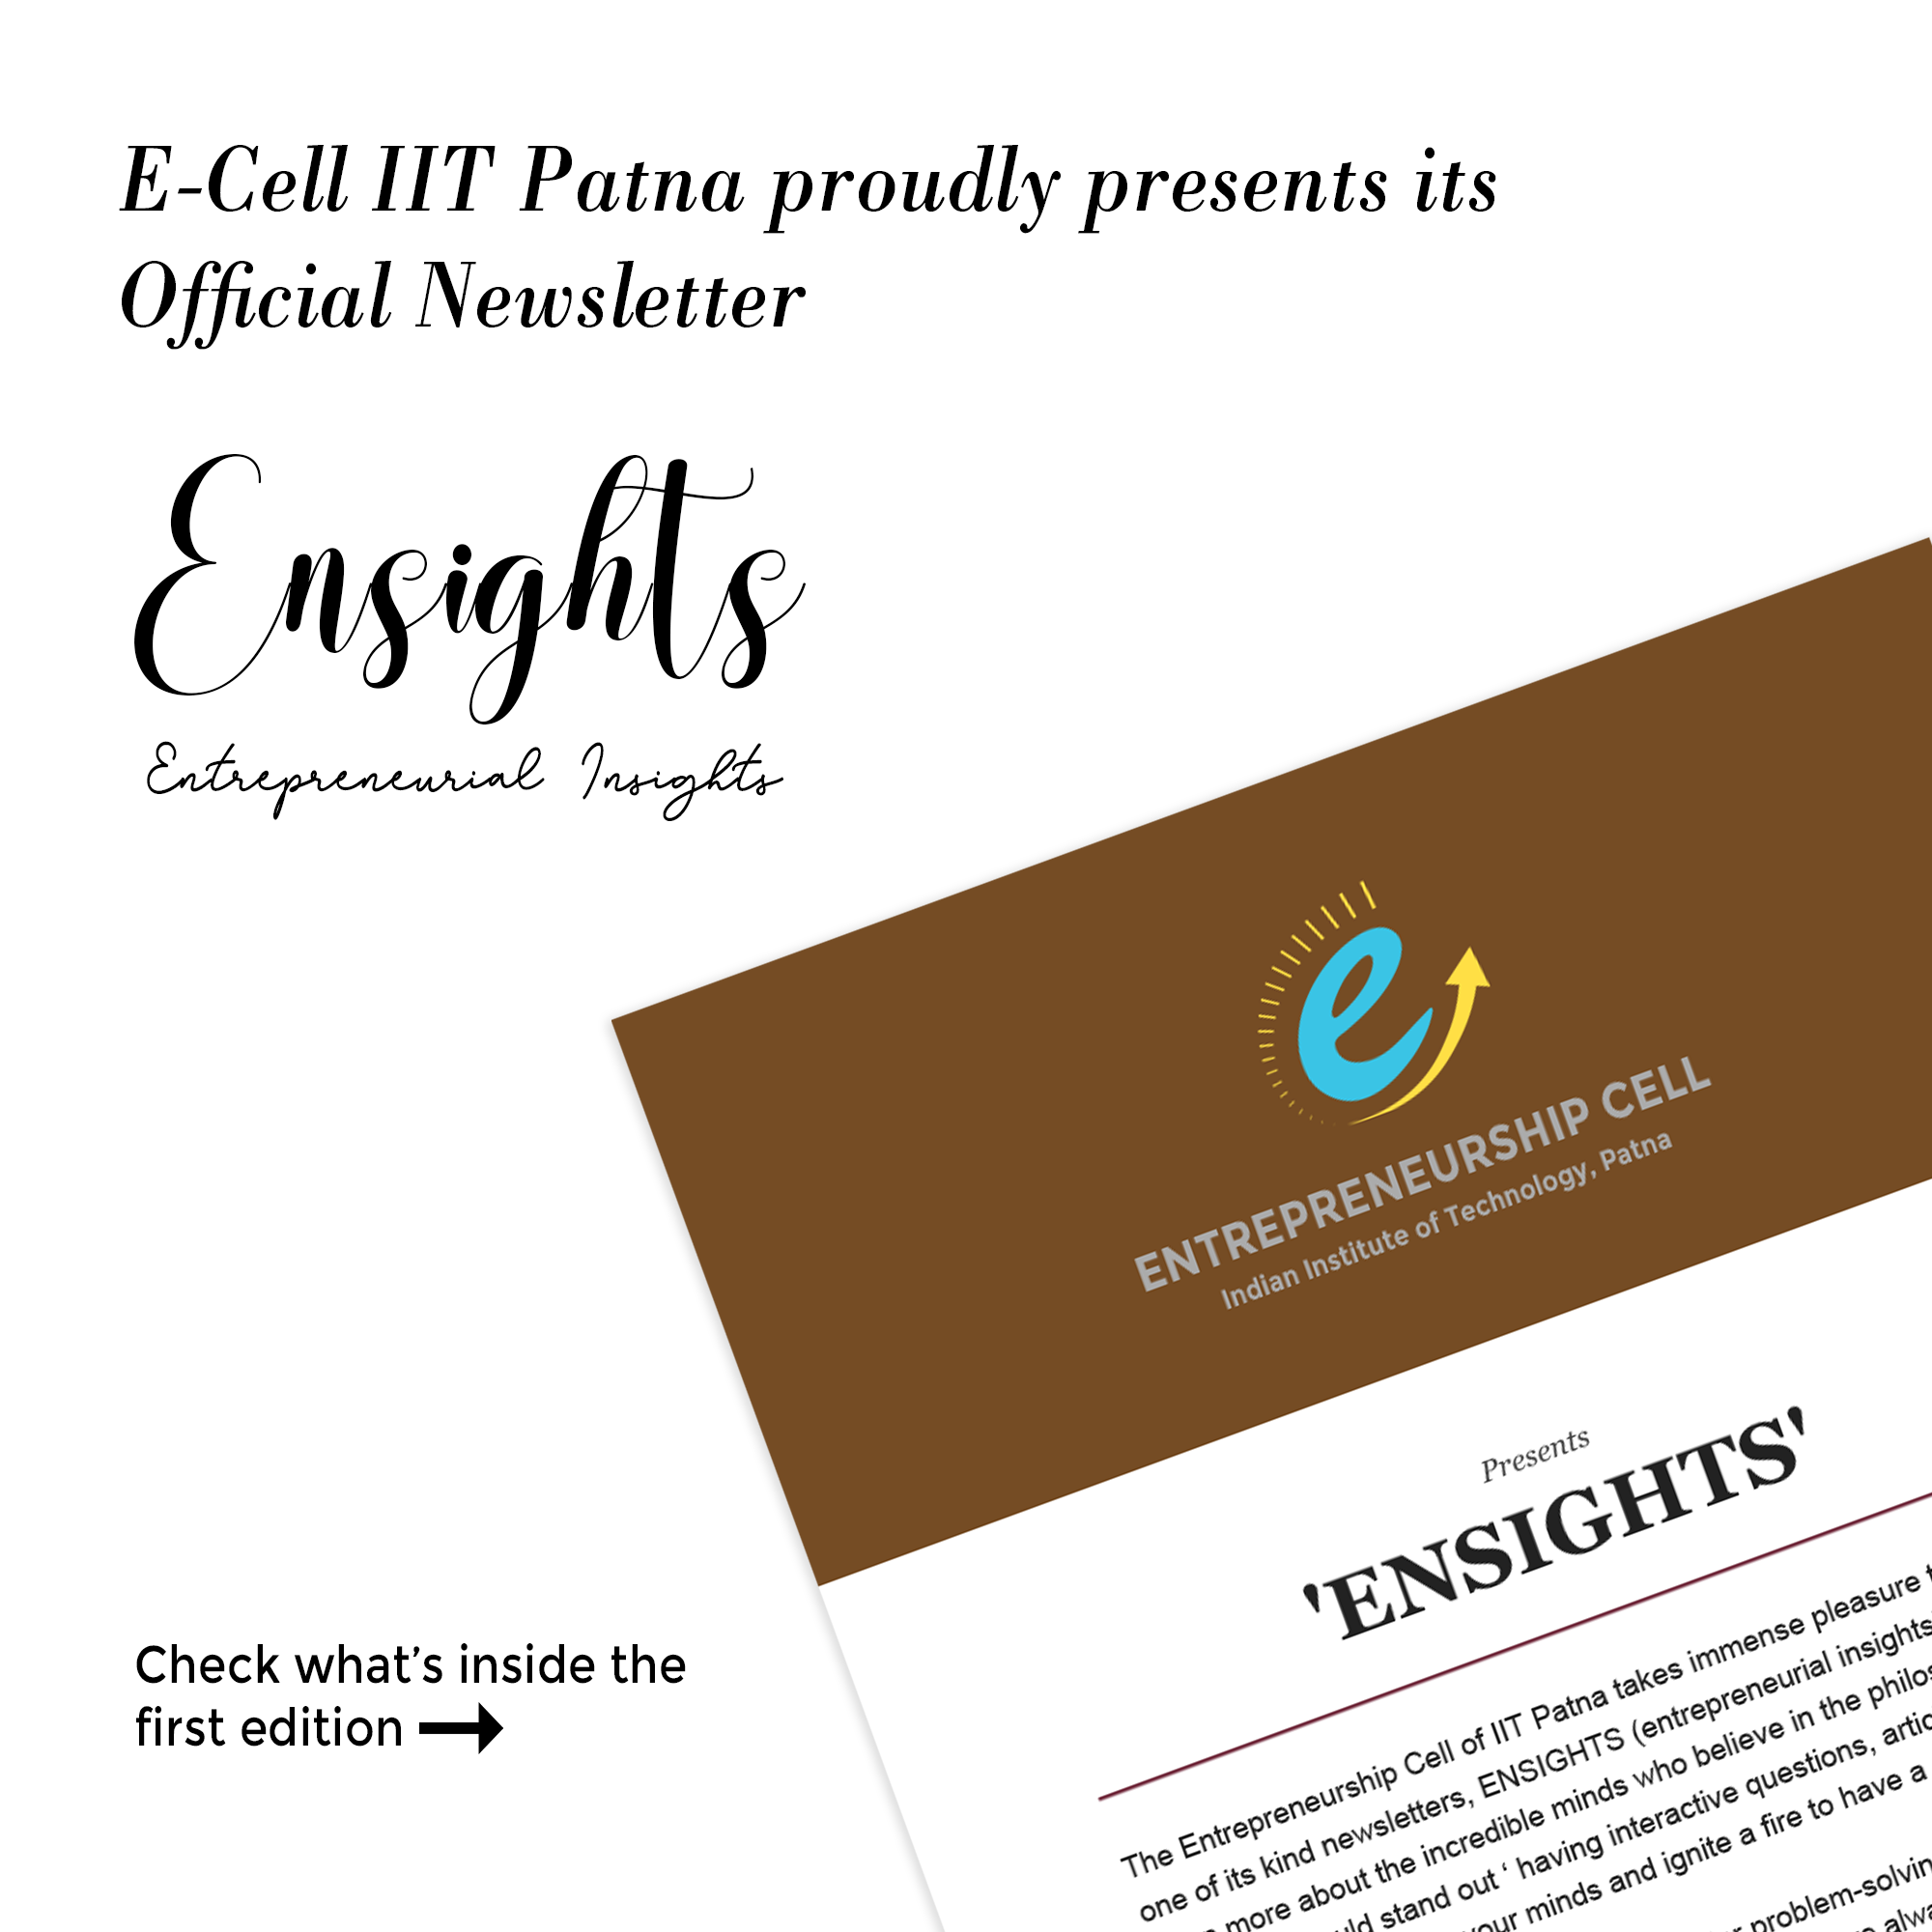 E-Cell IIT Patna proudly presents its
Official Newsletter
Ensights
Entrepreneurial Insights
ENTREPRENEURSHIP CELL
Indian Institute of Technology, Patna
Presents
'ENSIGHTS'
The Entrepreneurship Cell of IIT Patna takes immense pleasure
one of its kind newsletters, ENSIGHTS (entrepreneurial insights
more about the incredible minds who believe in the
stand out ‘ having interactive questions,
your minds and ignite a fire to have a
Check what’s inside the
first edition